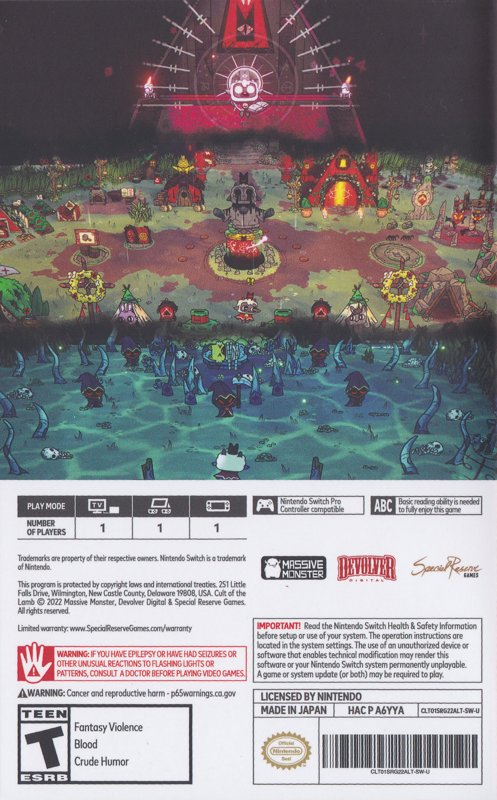 PLAY MODE
TV
NUMBER
OF PLAYERS
1
1
1
Nintendo Switch Pro
Controller compatible
ABC
Basic reading ability is needed
to fully enjoy this game
Trademarks are property of their respective owners. Nintendo Switch is a trademark
of Nintendo.
This program is protected by copyright laws and international treaties. 251 Little
Falls Drive, Wilmington, New Castle County, Delaware 19808, USA. Cult of the
Lamb © 2022 Massive Monster, Devolver Digital & Special Reserve Games.
All rights reserved.
Limited warranty: www.SpecialReserveGames.com/warranty
MASSIVE
MONSTER
DEVOLVER
DIGITAL
Special Reserve
GAMES
WARNING: IF YOU HAVE EPILEPSY OR HAVE HAD SEIZURES OR
OTHER UNUSUAL REACTIONS TO FLASHING LIGHTS OR
PATTERNS, CONSULT A DOCTOR BEFORE PLAYING VIDEO GAMES.
WARNING: Cancer and reproductive harm - p65warnings.ca.gov
IMPORTANT! Read the Nintendo Switch Health & Safety Information
before setup or use of your system. The operation instructions are
located in the system settings. The use of an unauthorized device or
software that enables technical modification may render this
software or your Nintendo Switch system permanently unplayable.
A game or system update (or both) may be required to play.
TEEN
T
ESRB
Fantasy Violence
Blood
Crude Humor
LICENSED BY NINTENDO
MADE IN JAPAN
HAC P A6YYA
CLT01SRG22ALT-SW-U
Official
Nintendo
Seal
CLT01SRG22ALT-SW-U